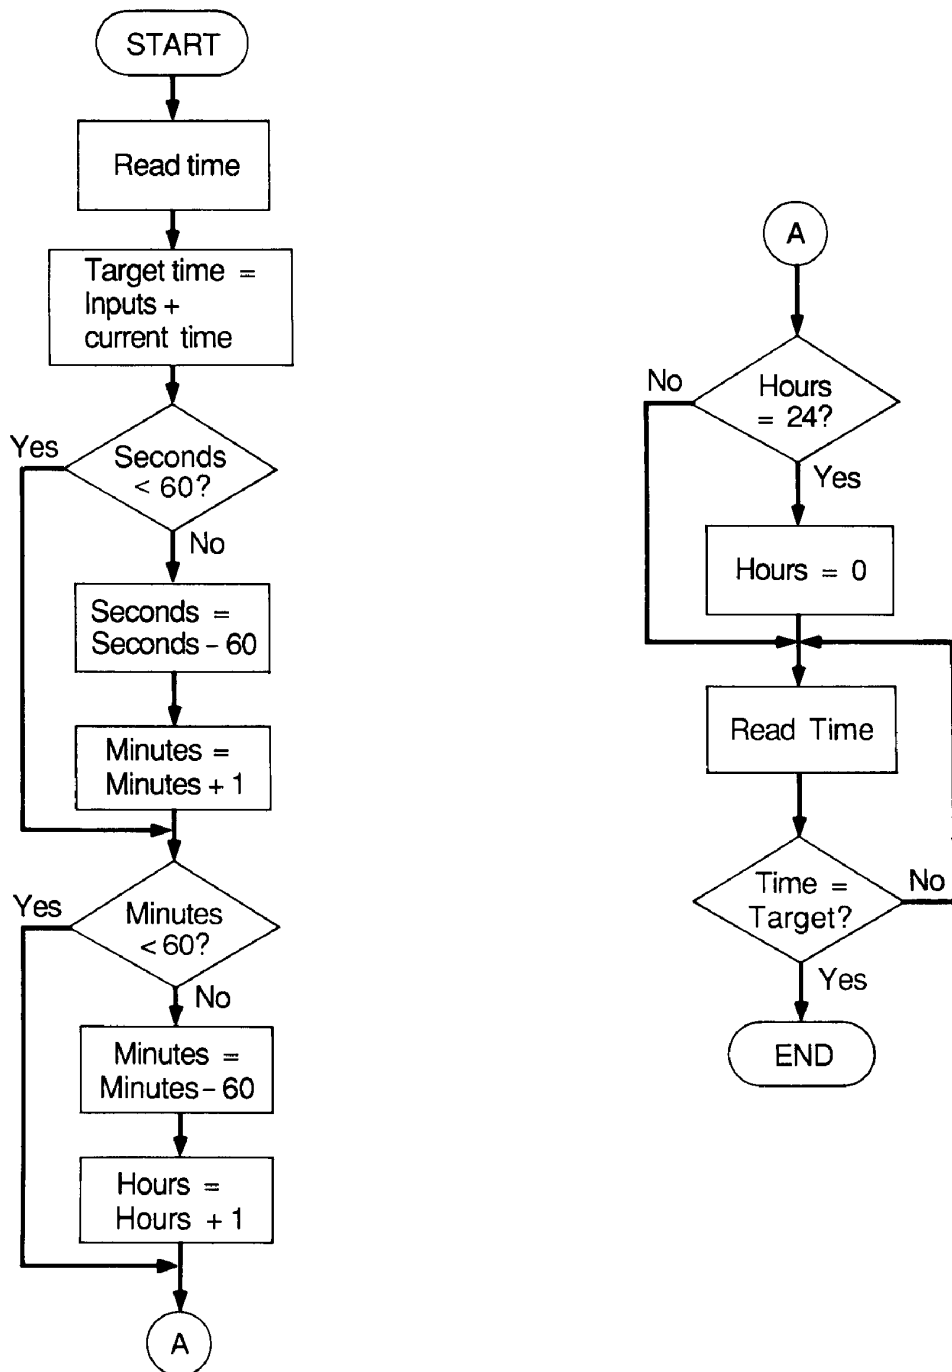 START
Read time
Target time =
Inputs +
current time
Yes
Seconds
< 60?
No
Seconds =
Seconds - 60
Minutes =
Minutes + 1
Yes
Minutes
< 60?
No
Minutes =
Minutes - 60
Hours =
Hours + 1
A
A
No
Hours
= 24?
Yes
Hours = 0
Read Time
Time =
Target?
No
Yes
END